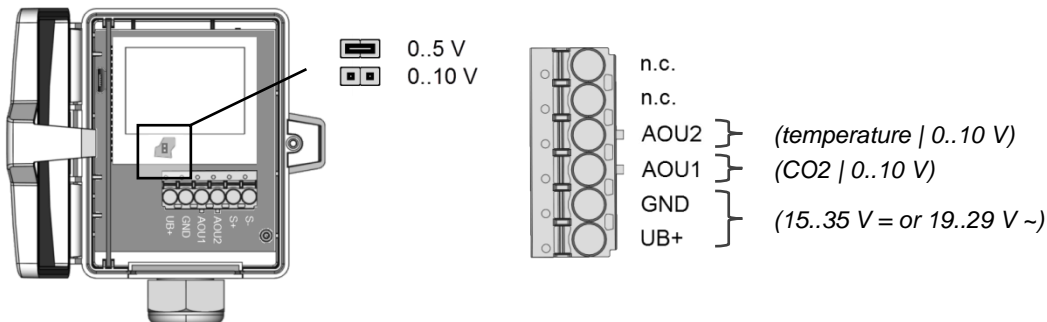 0..5 V
0..10 V
UB+
GND
AOU1
AOU2
S+
S-
n.c.
n.c.
AOU2 (temperature | 0..10 V)
AOU1 (CO2 | 0..10 V)
GND
UB+
(15..35 V = or 19..29 V ~)